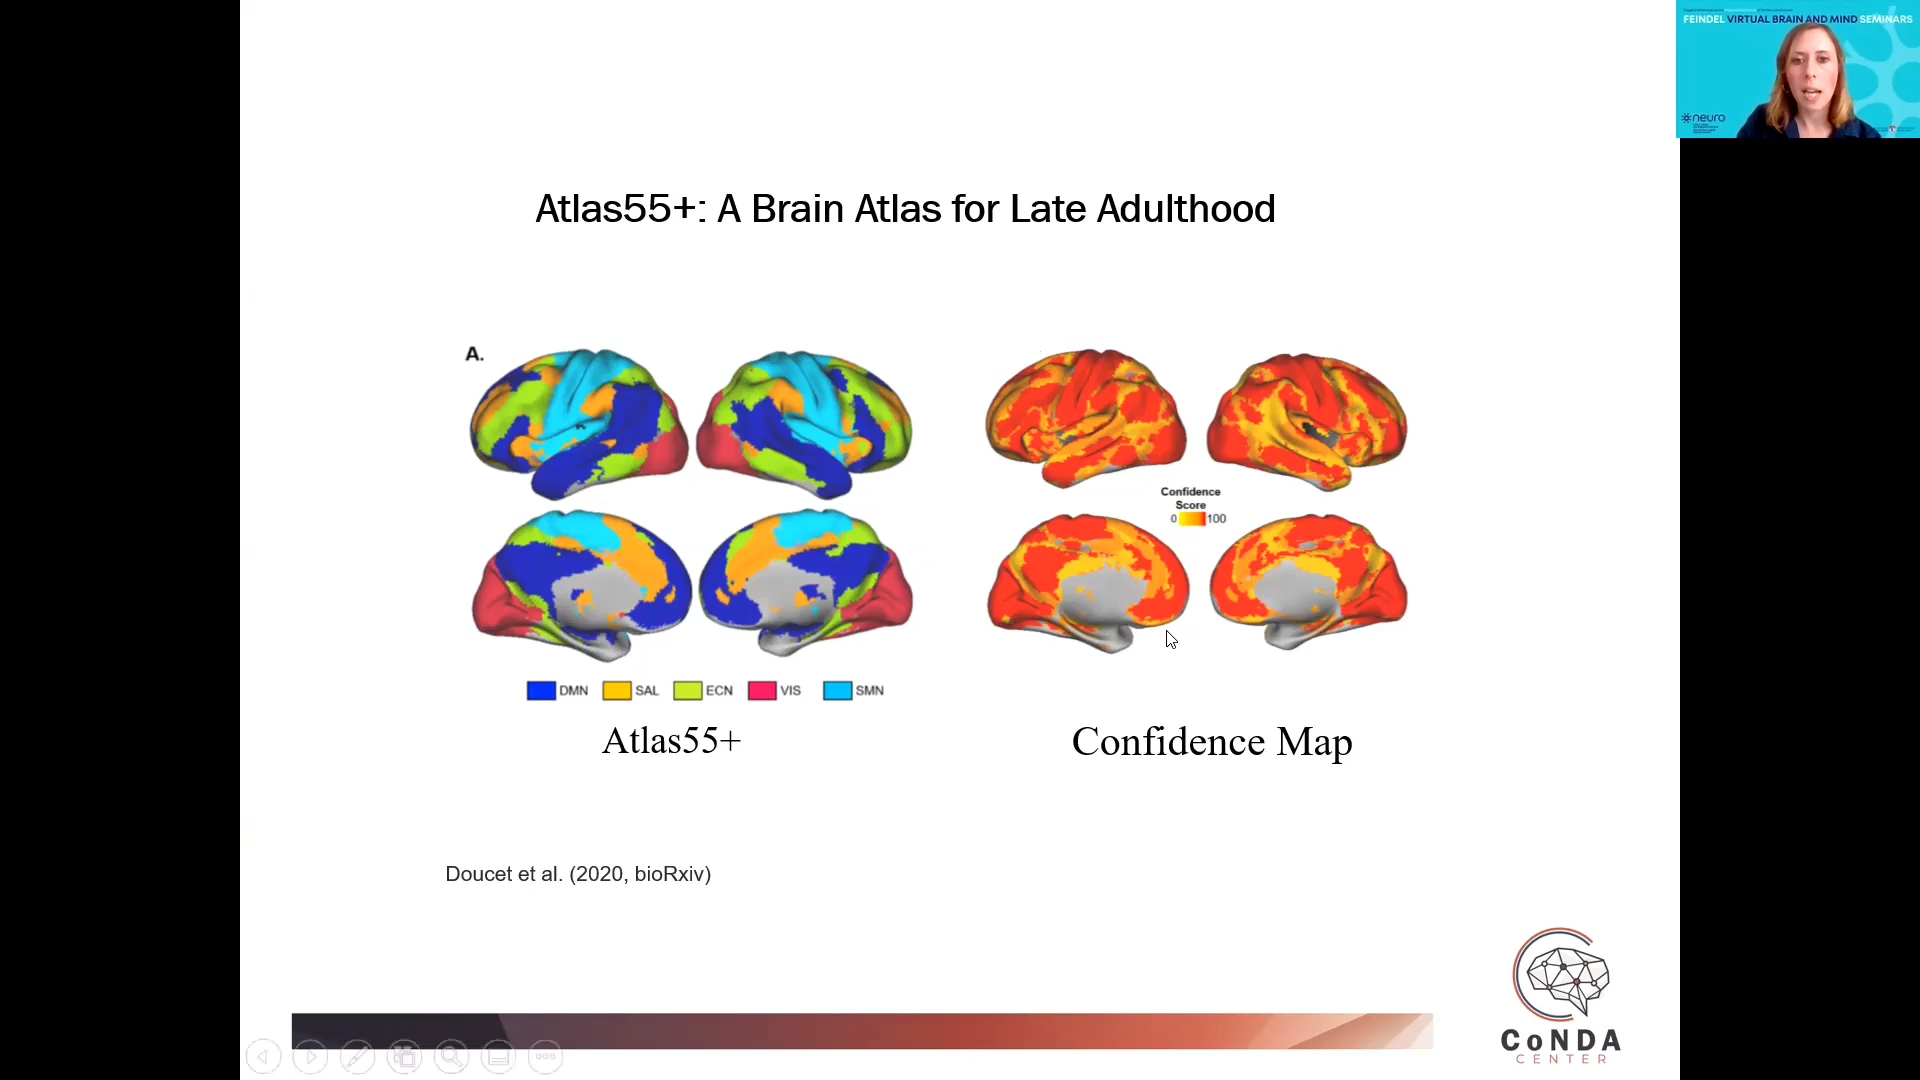 FEINDEL VIRTUAL BRAIN AND MIND SEMINARS
neuro
Atlas55+: A Brain Atlas for Late Adulthood
A.
Confidence
Score
0 100
DMN SAL ECN VIS SMN
Atlas55+
Confidence Map
Doucet et al. (2020, bioRxiv)
CoNDA
CENTER